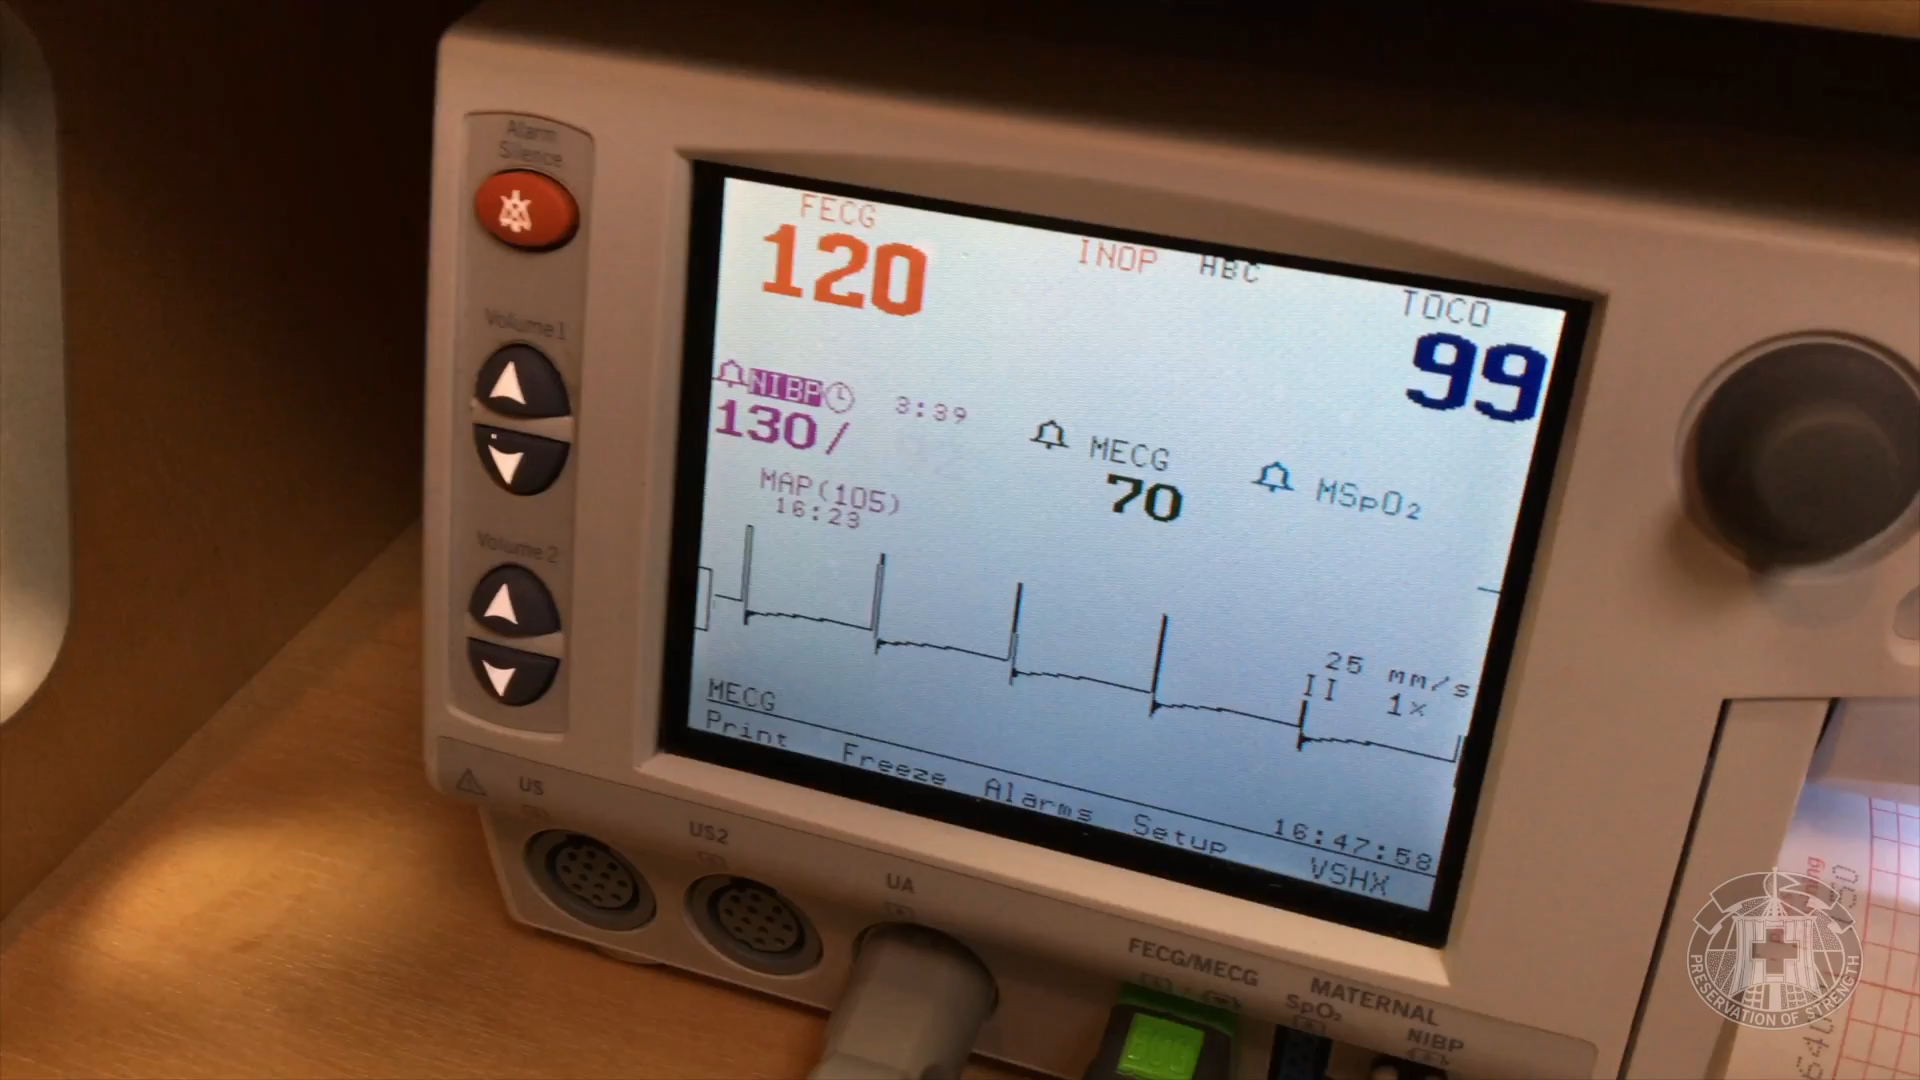 Alarm
Silence
FECG
120
INOP HBC
TOCO
99
Volume 1
NIBP 3:39
130/
MECG
70
MSpO₂
MAP(105)
16:23
Volume 2
25 mm/s
II 1x
MECG
Print Freeze Alarms Setup
16:47:58
VSHX
US
US2
UA
FECG/MECG
MATERNAL
SpO₂
NIBP
PRESERVATION OF STRENGTH